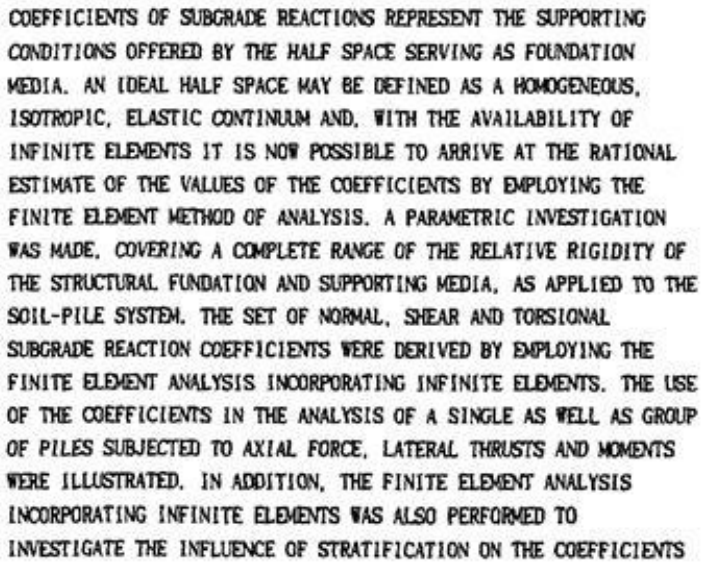 COEFFICIENTS OF SUBGRADE REACTIONS REPRESENT THE SUPPORTING
CONDITIONS OFFERED BY THE HALF SPACE SERVING AS FOUNDATION
MEDIA. AN IDEAL HALF SPACE MAY BE DEFINED AS A HOMOGENEOUS,
ISOTROPIC, ELASTIC CONTINUUM AND, WITH THE AVAILABILITY OF
INFINITE ELEMENTS IT IS NOW POSSIBLE TO ARRIVE AT THE RATIONAL
ESTIMATE OF THE VALUES OF THE COEFFICIENTS BY EMPLOYING THE
FINITE ELEMENT METHOD OF ANALYSIS. A PARAMETRIC INVESTIGATION
WAS MADE, COVERING A COMPLETE RANGE OF THE RELATIVE RIGIDITY OF
THE STRUCTURAL FUNDATION AND SUPPORTING MEDIA, AS APPLIED TO THE
SOIL-PILE SYSTEM. THE SET OF NORMAL, SHEAR AND TORSIONAL
SUBGRADE REACTION COEFFICIENTS WERE DERIVED BY EMPLOYING THE
FINITE ELEMENT ANALYSIS INCORPORATING INFINITE ELEMENTS. THE USE
OF THE COEFFICIENTS IN THE ANALYSIS OF A SINGLE AS WELL AS GROUP
OF PILES SUBJECTED TO AXIAL FORCE, LATERAL THRUSTS AND MOMENTS
WERE ILLUSTRATED. IN ADDITION, THE FINITE ELEMENT ANALYSIS
INCORPORATING INFINITE ELEMENTS WAS ALSO PERFORMED TO
INVESTIGATE THE INFLUENCE OF STRATIFICATION ON THE COEFFICIENTS